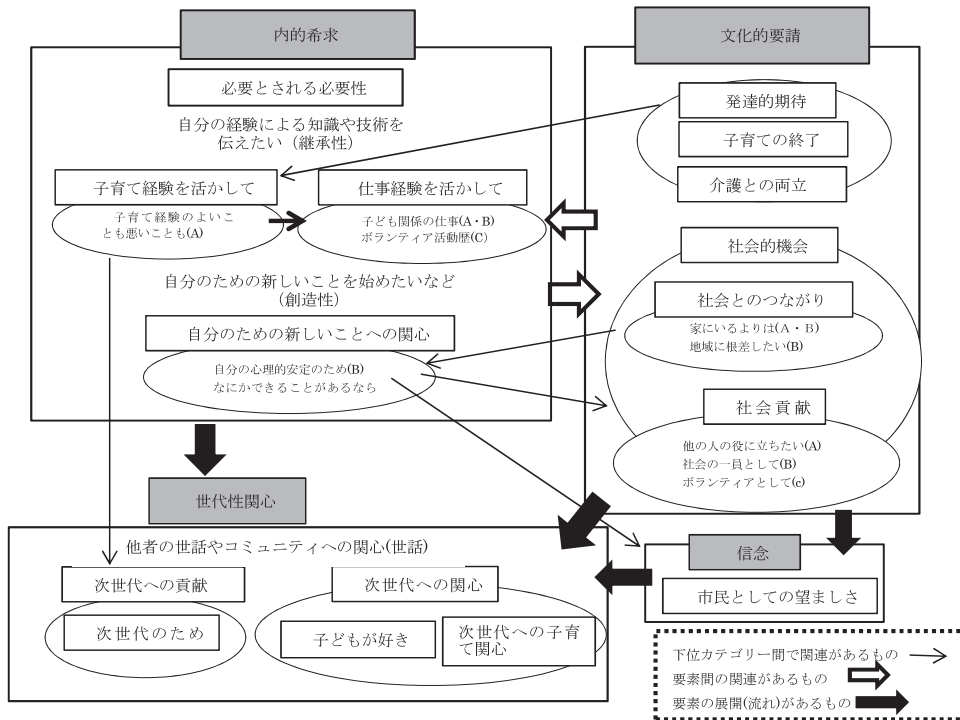 内的希求
必要とされる必要性
自分の経験による知識や技術を
伝えたい（継承性）
子育て経験を活かして
子育て経験のよいこ
とも悪いことも(A)
仕事経験を活かして
子ども関係の仕事(A・B)
ボランティア活動歴(C)
自分のための新しいことを始めたいなど
（創造性）
自分のための新しいことへの関心
自分の心理的安定のため(B)
なにかできることがあるなら
文化的要請
発達的期待
子育ての終了
介護との両立
社会的機会
社会とのつながり
家にいるよりは(A・B)
地域に根差したい(B)
社会貢献
他の人の役に立ちたい(A)
社会の一員として(B)
ボランティアとして(c)
世代性関心
他者の世話やコミュニティへの関心(世話)
次世代への貢献
次世代のため
次世代への関心
子どもが好き
次世代への子育
て関心
信念
市民としての望ましさ
下位カテゴリー間で関連があるもの
要素間の関連があるもの
要素の展開(流れ)があるもの